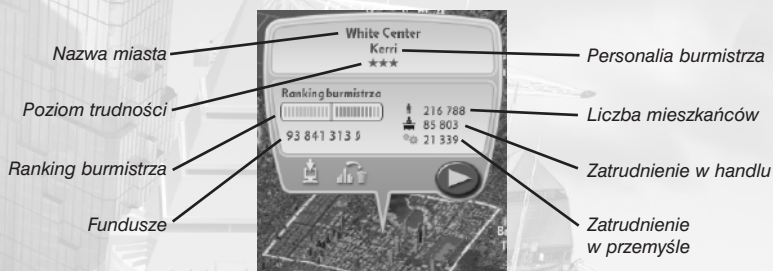 Nazwa miasta
Poziom trudności
Ranking burmistrza
Fundusze
White Center
Kerri
Ranking burmistrza
93 841 313 §
216 788
85 803
21 339
Personalia burmistrza
Liczba mieszkańców
Zatrudnienie w handlu
Zatrudnienie
w przemyśle